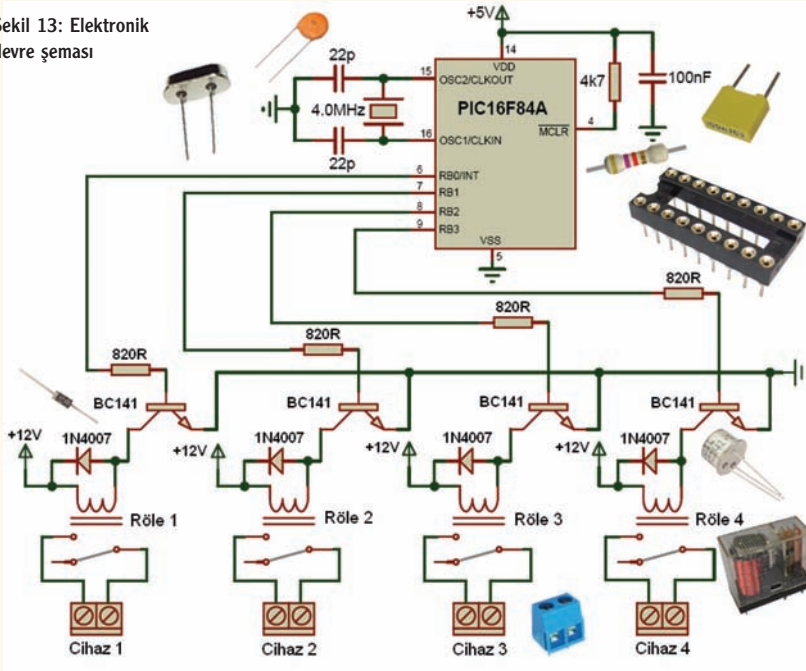 Şekil 13: Elektronik
devre şeması
+5V
14
VDD
22p
15
OSC2/CLKOUT
PIC16F84A
4k7
100nF
4.0MHz
4
MCLR
16
OSC1/CLKIN
22p
6
RB0/INT
7
RB1
8
RB2
9
RB3
VSS
5
820R
820R
820R
820R
BC141
BC141
BC141
BC141
+12V
1N4007
+12V
1N4007
+12V
1N4007
+12V
1N4007
Röle 1
Röle 2
Röle 3
Röle 4
Cihaz 1
Cihaz 2
Cihaz 3
Cihaz 4